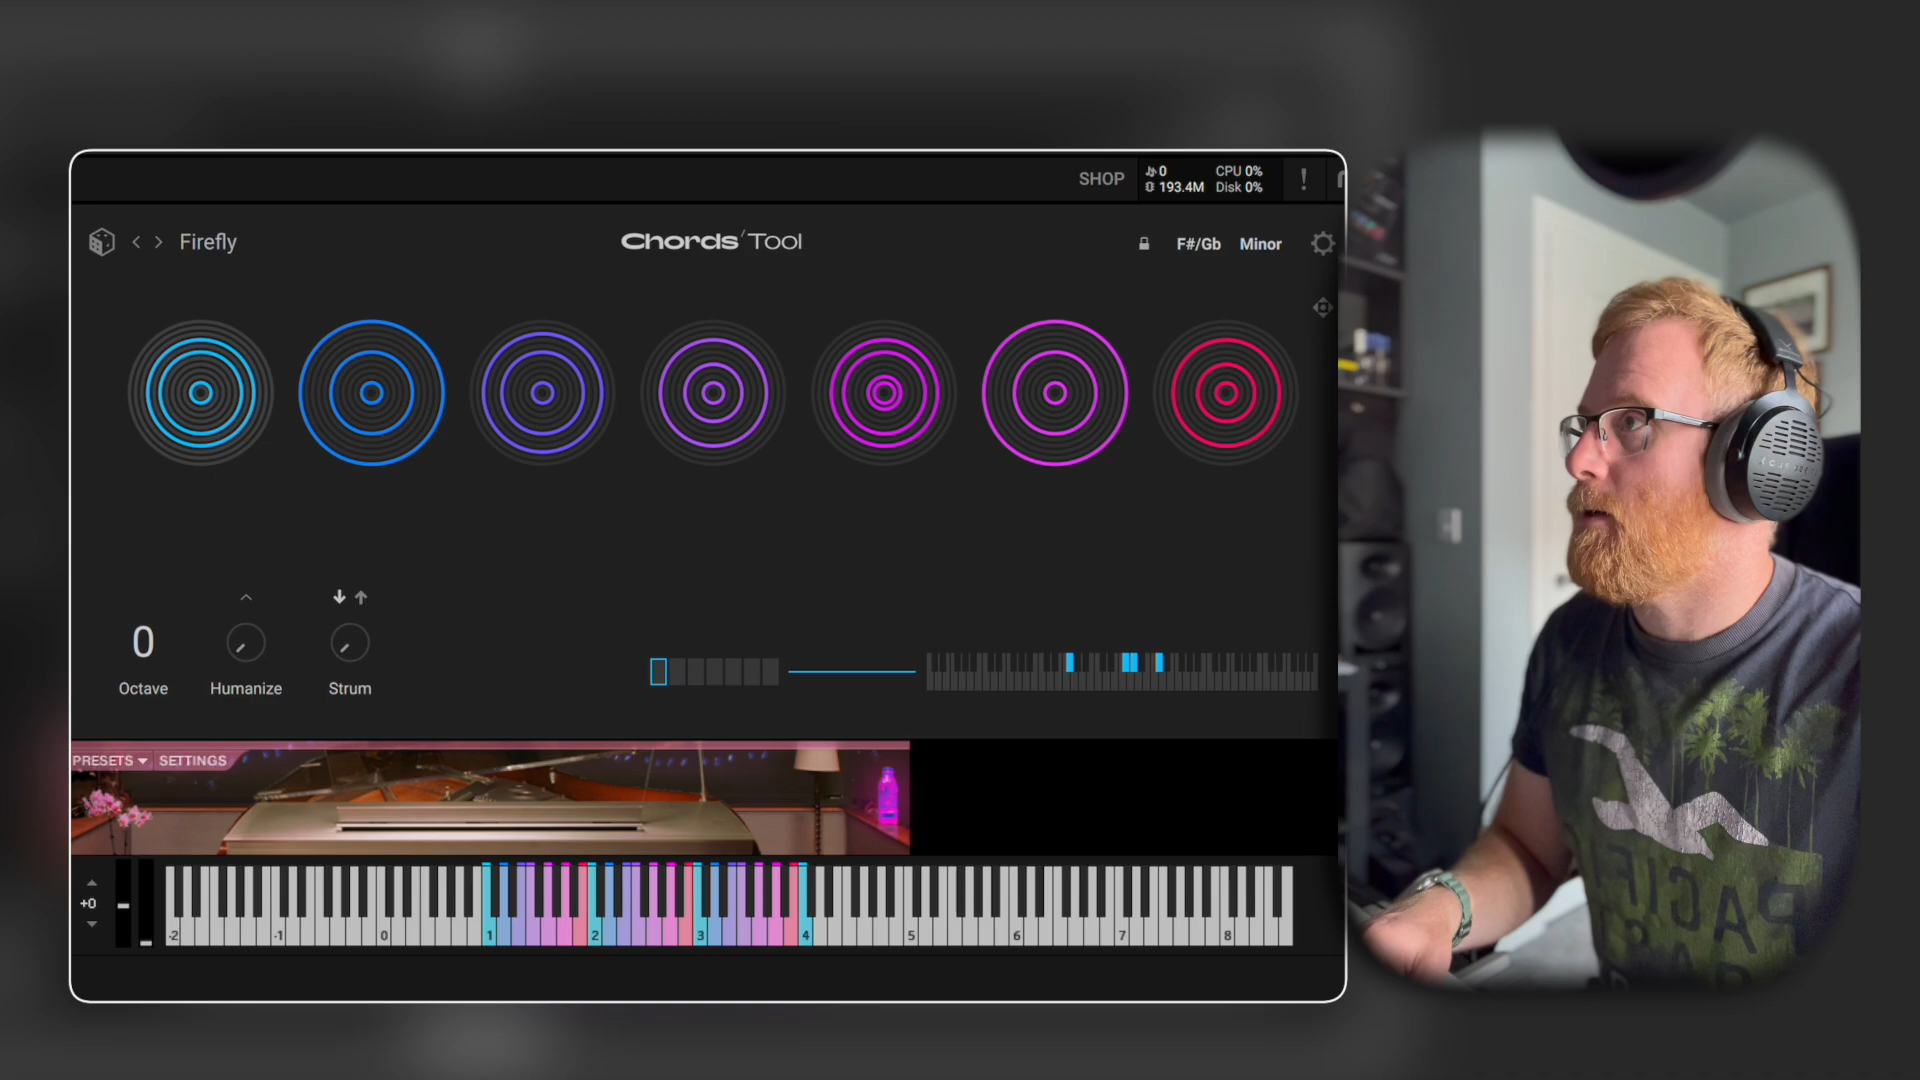 SHOP
0
193.4M
CPU 0%
Disk 0%
!
Firefly
Chords/Tool
F#/Gb Minor
0
Octave
Humanize
Strum
PRESETS
SETTINGS
+0
-2 -1 0 1 2 3 4 5 6 7 8
PACIFI